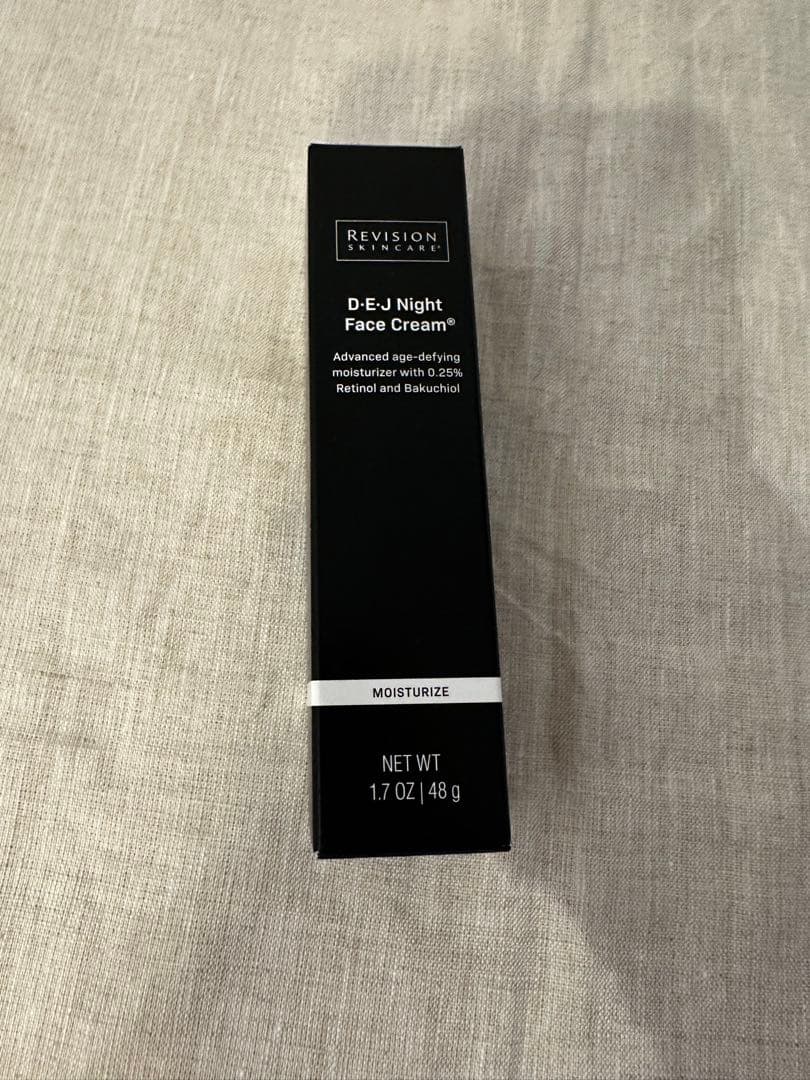 REVISION
SKINCARE®
D·E·J Night
Face Cream®
Advanced age-defying
moisturizer with 0.25%
Retinol and Bakuchiol
MOISTURIZE
NET WT
1.7 OZ | 48 g